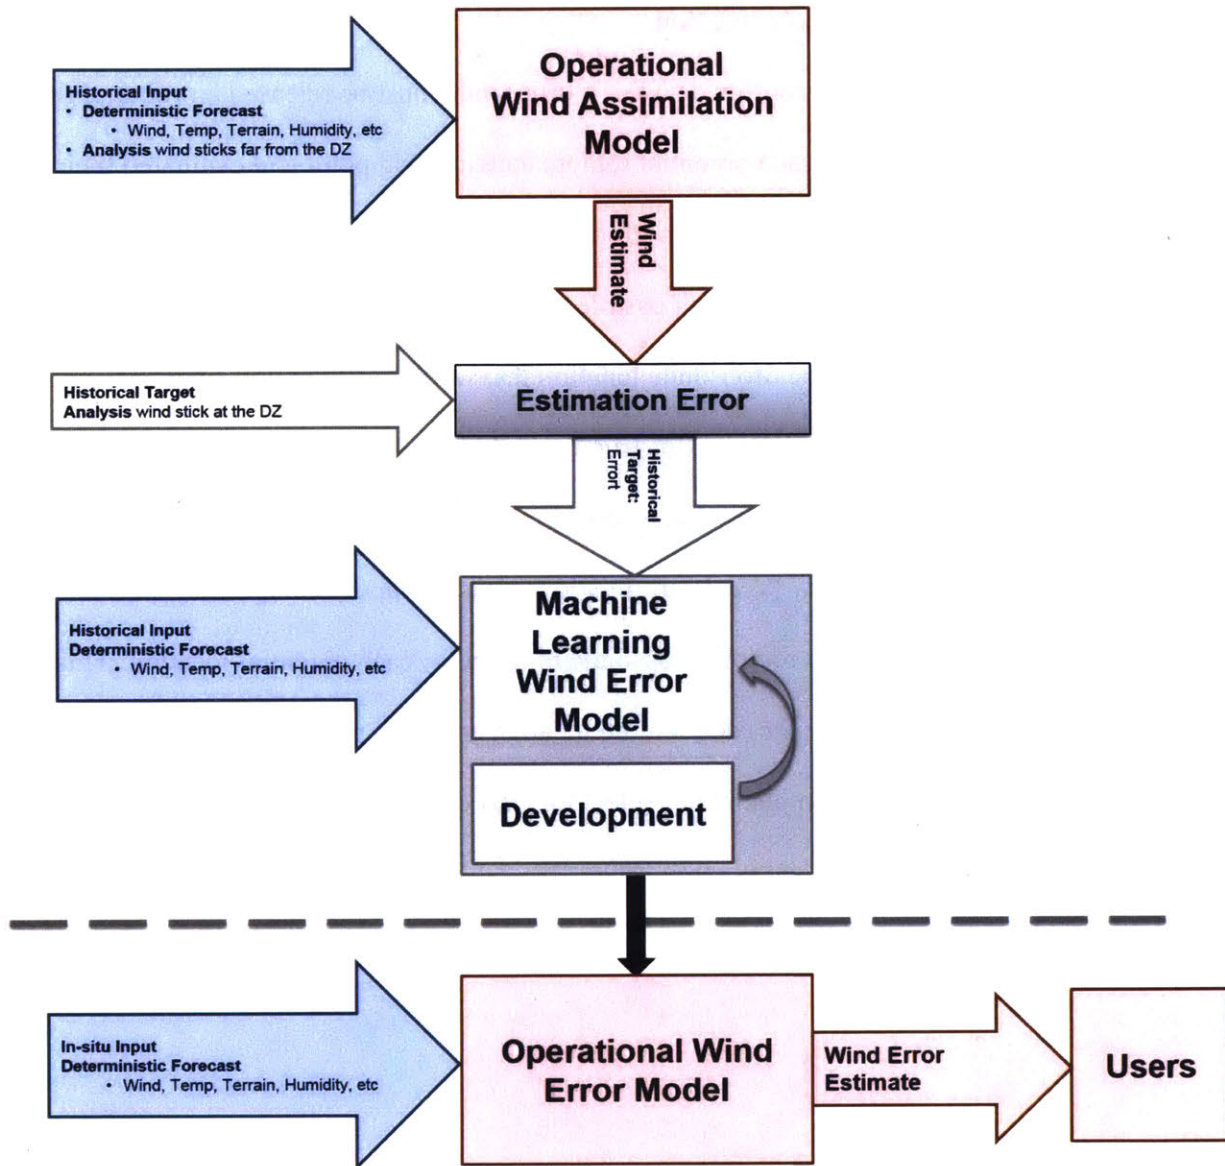 Operational
Wind Assimilation
Model
Historical Input
• Deterministic Forecast
• Wind, Temp, Terrain, Humidity, etc
• Analysis wind sticks far from the DZ
Wind
Estimate
Historical Target
Analysis wind stick at the DZ
Estimation Error
Historical
Target:
Errort
Historical Input
Deterministic Forecast
• Wind, Temp, Terrain, Humidity, etc
Machine
Learning
Wind Error
Model
Development
In-situ Input
Deterministic Forecast
• Wind, Temp, Terrain, Humidity, etc
Operational Wind
Error Model
Wind Error
Estimate
Users